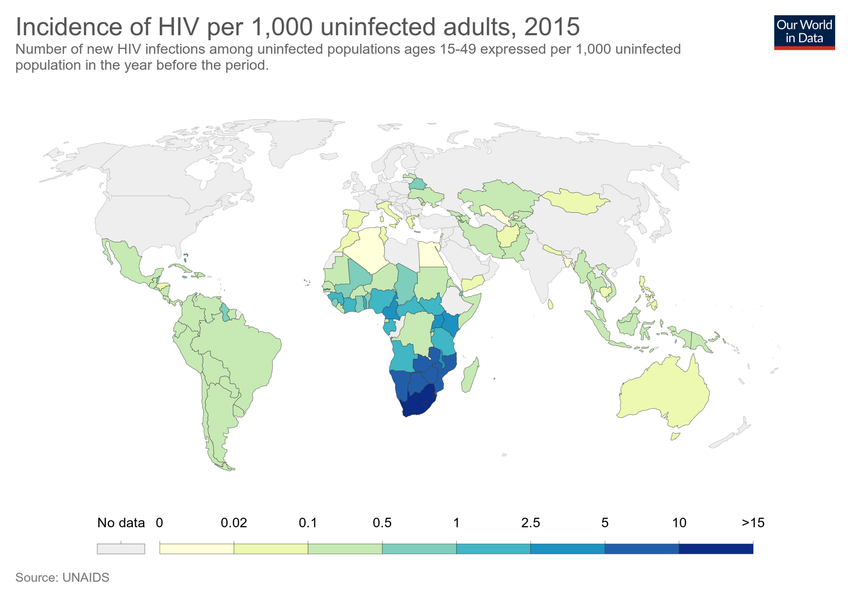 Incidence of HIV per 1,000 uninfected adults, 2015
Our World
in Data
Number of new HIV infections among uninfected populations ages 15-49 expressed per 1,000 uninfected
population in the year before the period.
No data 0 0.02 0.1 0.5 1 2.5 5 10 >15
Source: UNAIDS